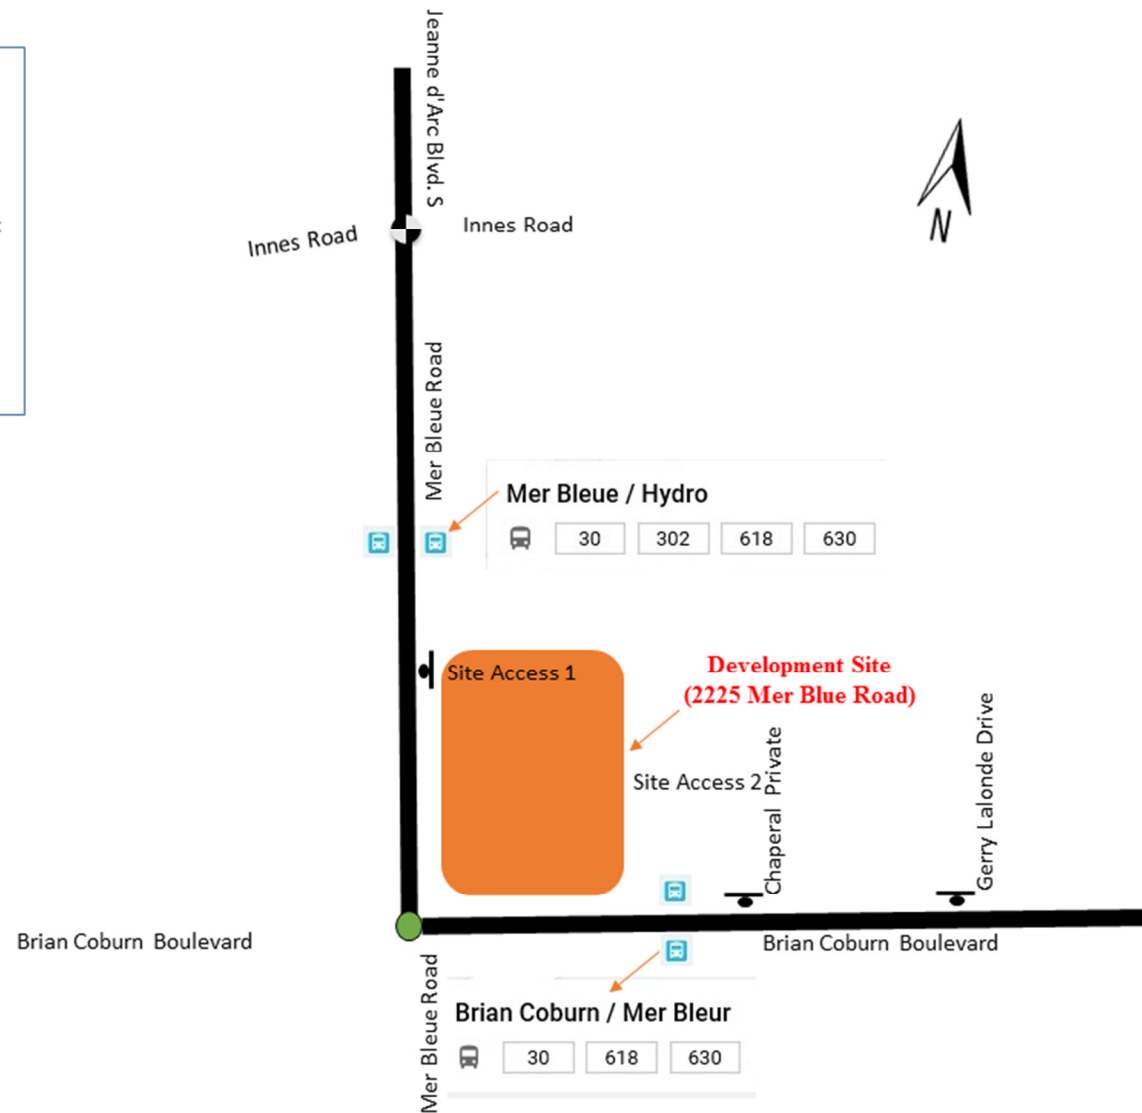 Jeanne d'Arc Blvd. S
Innes Road
Innes Road
N
Mer Bleue Road
Mer Bleue / Hydro
30 302 618 630
Site Access 1
Development Site
(2225 Mer Blue Road)
Site Access 2
Chaperal Private
Gerry Lalonde Drive
Brian Coburn Boulevard
Brian Coburn Boulevard
Mer Bleue Road
Brian Coburn / Mer Bleur
30 618 630